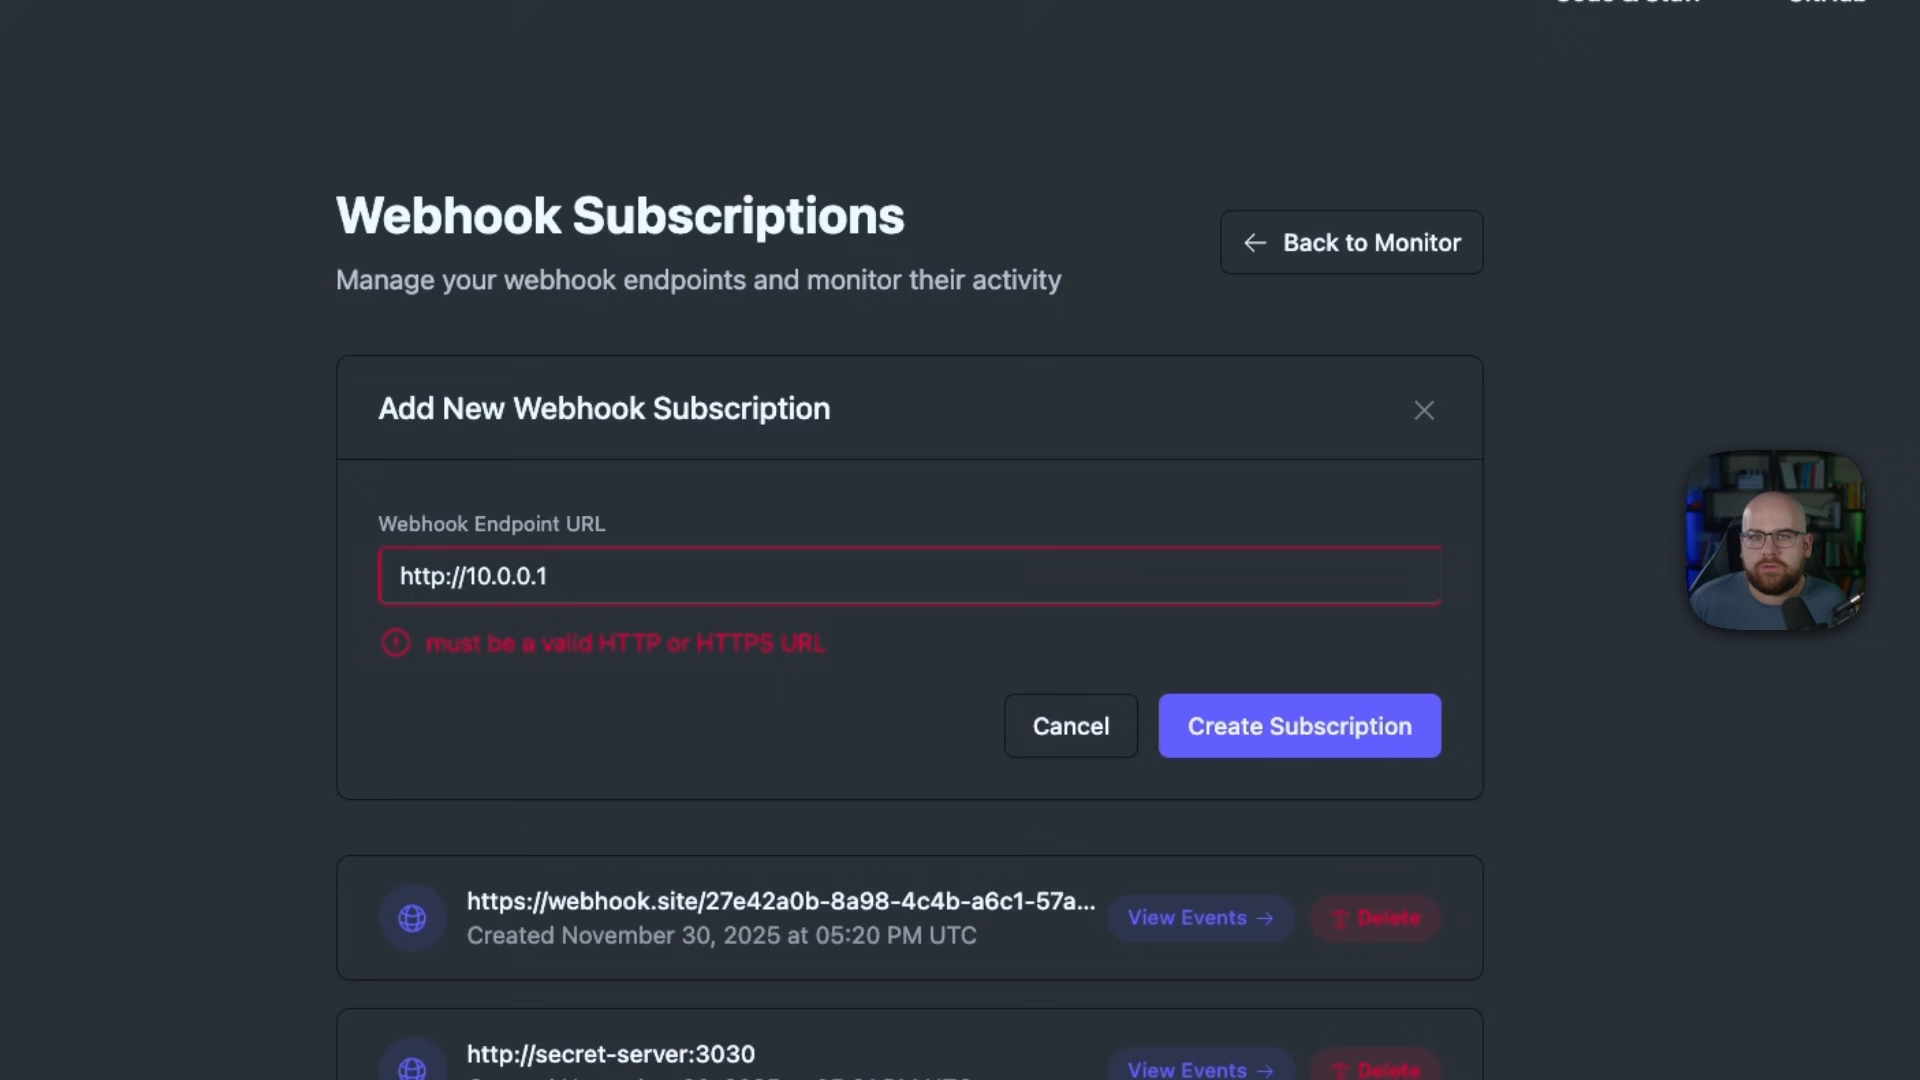 Webhook Subscriptions
← Back to Monitor
Manage your webhook endpoints and monitor their activity
Add New Webhook Subscription
Webhook Endpoint URL
http://10.0.0.1
must be a valid HTTP or HTTPS URL
Cancel
Create Subscription
https://webhook.site/27e42a0b-8a98-4c4b-a6c1-57a...
View Events →
Delete
Created November 30, 2025 at 05:20 PM UTC
http://secret-server:3030
View Events →
Delete